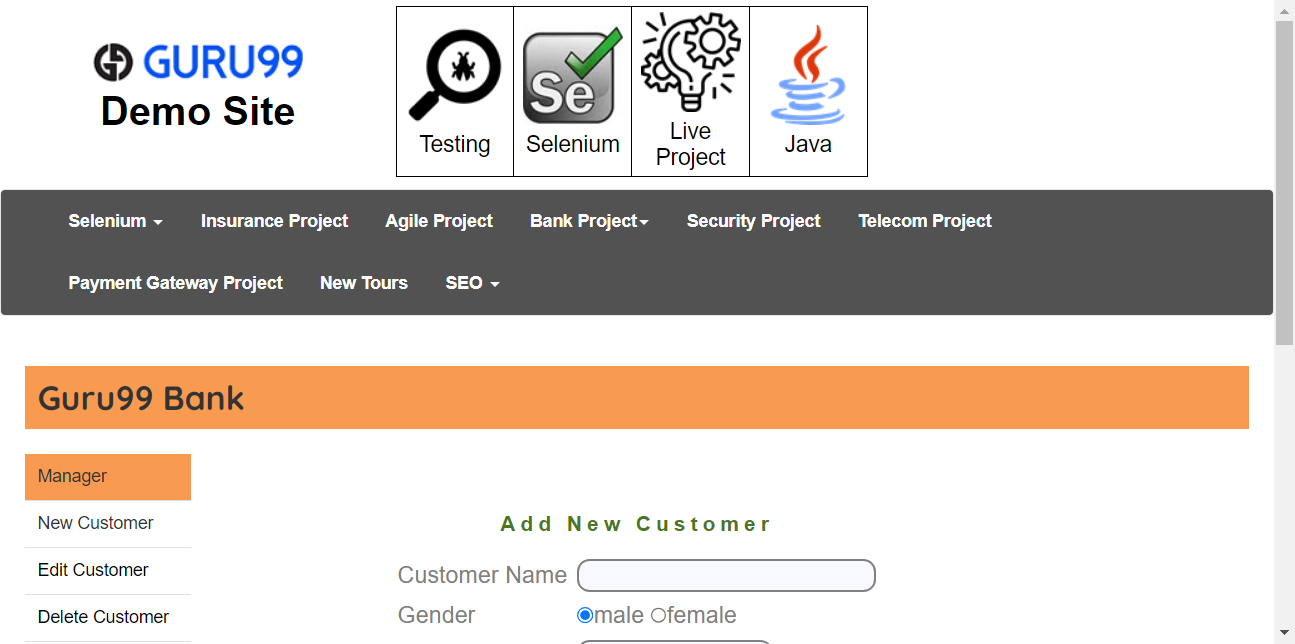 GURU99
Demo Site
Testing
Se
Selenium
Live
Project
Java
Selenium Insurance Project Agile Project Bank Project Security Project Telecom Project
Payment Gateway Project New Tours SEO
Guru99 Bank
Manager
New Customer
Edit Customer
Delete Customer
Add New Customer
Customer Name
Gender male female